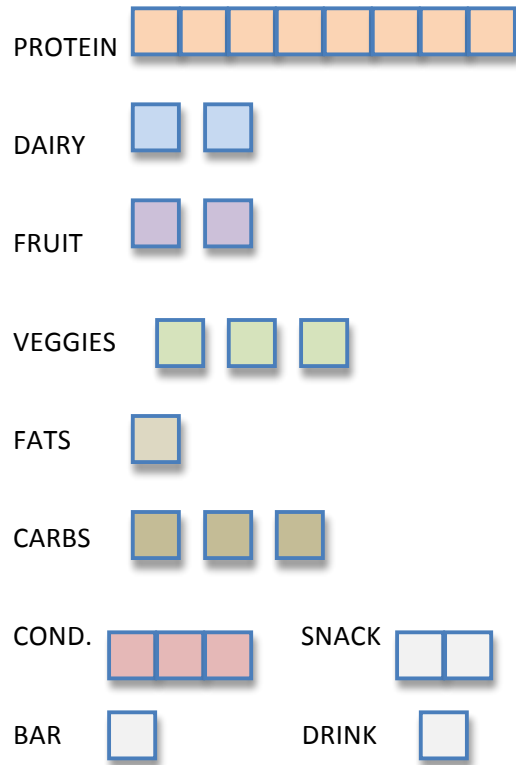 PROTEIN
DAIRY
FRUIT
VEGGIES
FATS
CARBS
COND. SNACK
BAR DRINK